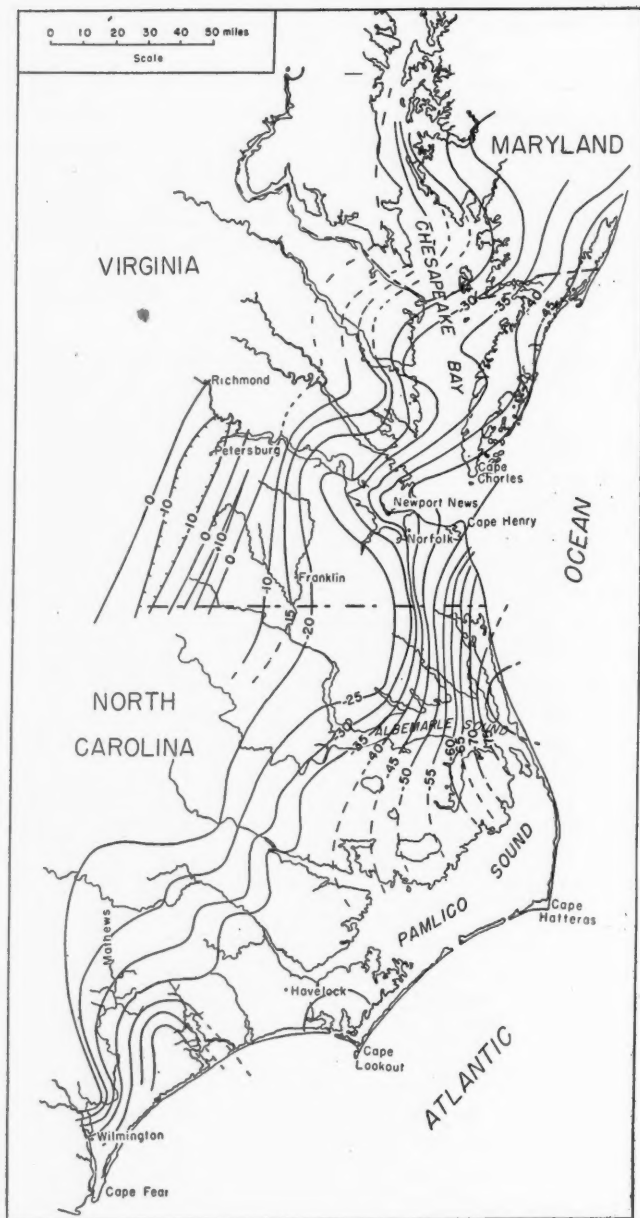 0 10 20 30 40 50 miles
Scale
MARYLAND
VIRGINIA
CHESAPEAKE
BAY
-30
-35
-40
-45
Richmond
Petersburg
0
-10
-10
0
+10
0
Cape
Charles
Newport News
Cape Henry
Norfolk
OCEAN
Franklin
-10
-15
-20
NORTH
CAROLINA
-25
-30
-35
-40
-45
-50
-55
-60
-65
-70
ALBEMARLE SOUND
PAMLICO SOUND
Cape
Hatteras
Mathews
Havelock
Cape
Lookout
ATLANTIC
Wilmington
Cape Fear